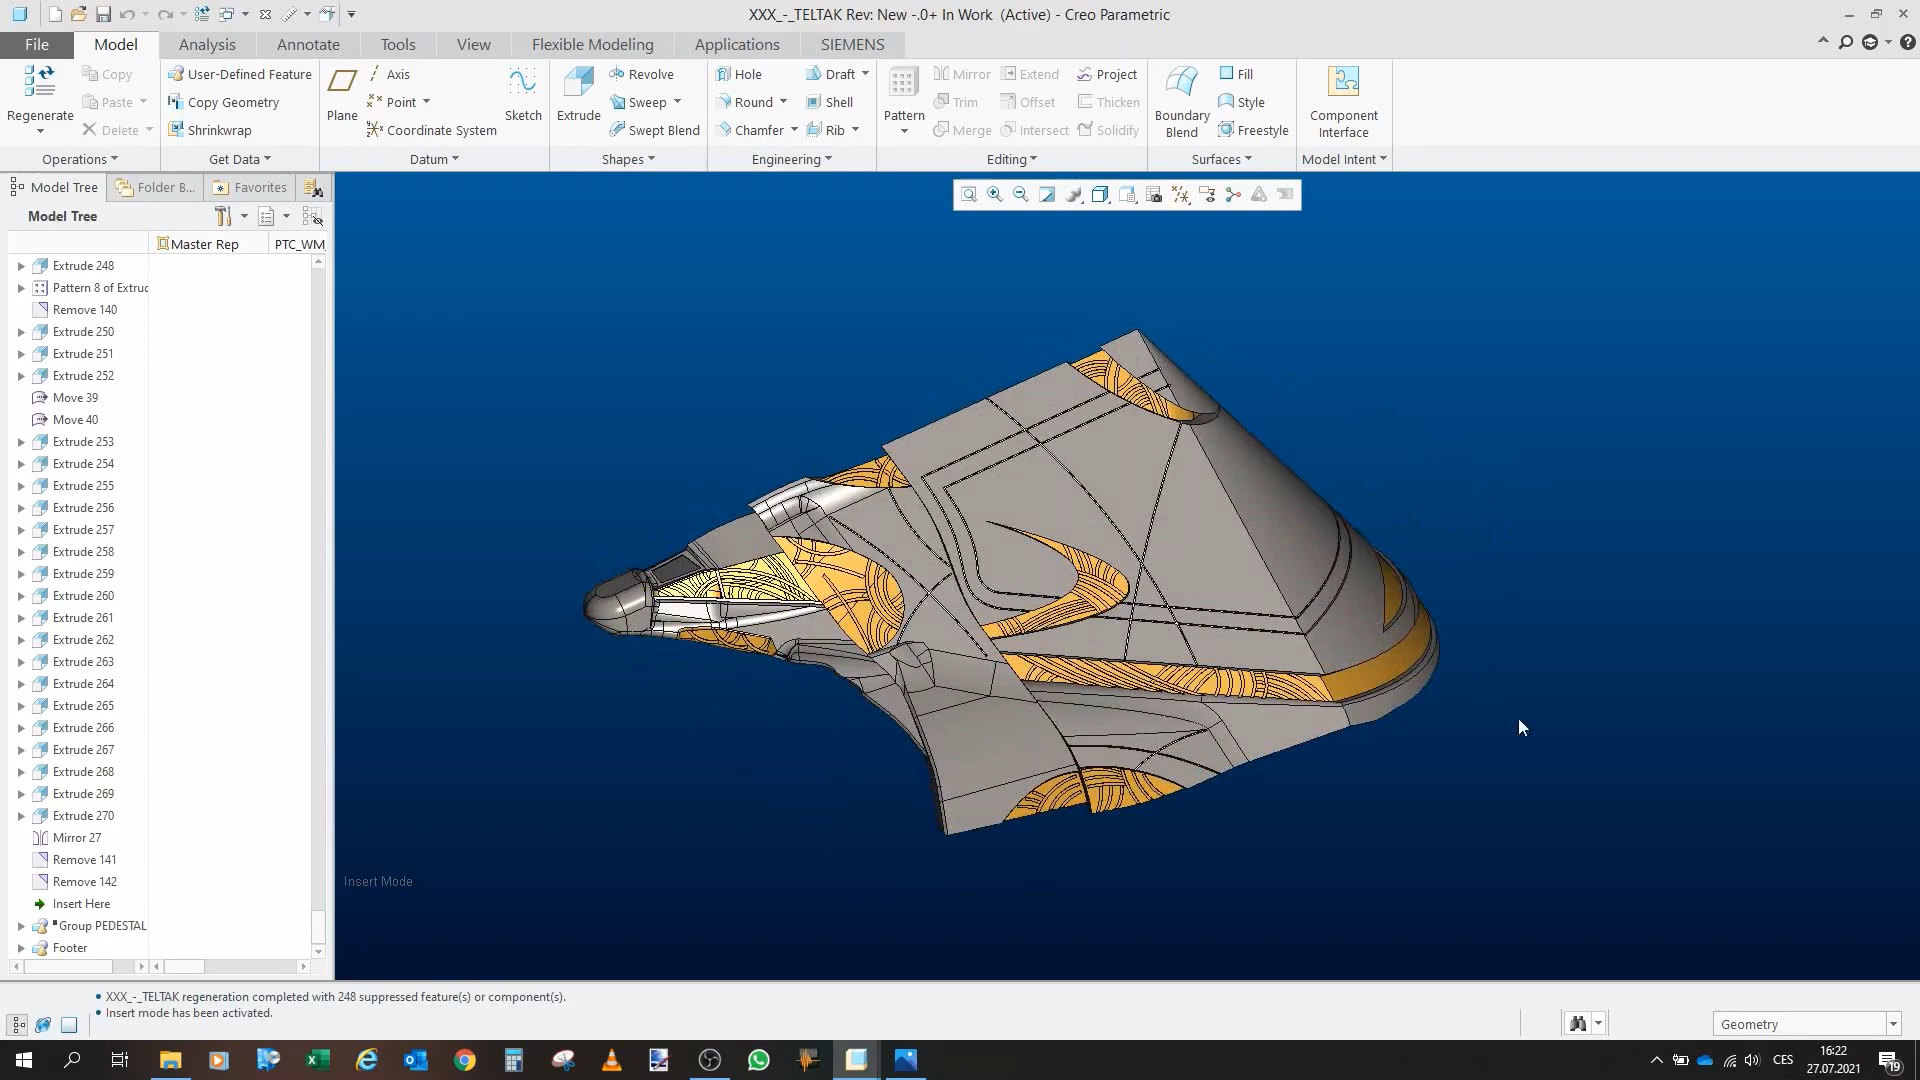 XXX_-_TELTAK Rev: New -.0+ In Work (Active) - Creo Parametric
File Model Analysis Annotate Tools View Flexible Modeling Applications SIEMENS
Regenerate
Copy
Paste
Delete
Operations
User-Defined Feature
Copy Geometry
Shrinkwrap
Get Data
Plane
Axis
Point
Coordinate System
Sketch
Datum
Extrude
Revolve
Sweep
Swept Blend
Shapes
Hole
Round
Chamfer
Draft
Shell
Rib
Engineering
Pattern
Mirror
Trim
Merge
Extend
Offset
Intersect
Project
Thicken
Solidify
Editing
Boundary
Blend
Fill
Style
Freestyle
Surfaces
Component
Interface
Model Intent
Model Tree Folder B... Favorites
Model Tree
Master Rep PTC_WM_
Extrude 248
Pattern 8 of Extruc
Remove 140
Extrude 250
Extrude 251
Extrude 252
Move 39
Move 40
Extrude 253
Extrude 254
Extrude 255
Extrude 256
Extrude 257
Extrude 258
Extrude 259
Extrude 260
Extrude 261
Extrude 262
Extrude 263
Extrude 264
Extrude 265
Extrude 266
Extrude 267
Extrude 268
Extrude 269
Extrude 270
Mirror 27
Remove 141
Remove 142
Insert Here
Group PEDESTAL
Footer
Insert Mode
• XXX_-_TELTAK regeneration completed with 248 suppressed feature(s) or component(s).
• Insert mode has been activated.
Geometry
CES
16:22
27.07.2021
19